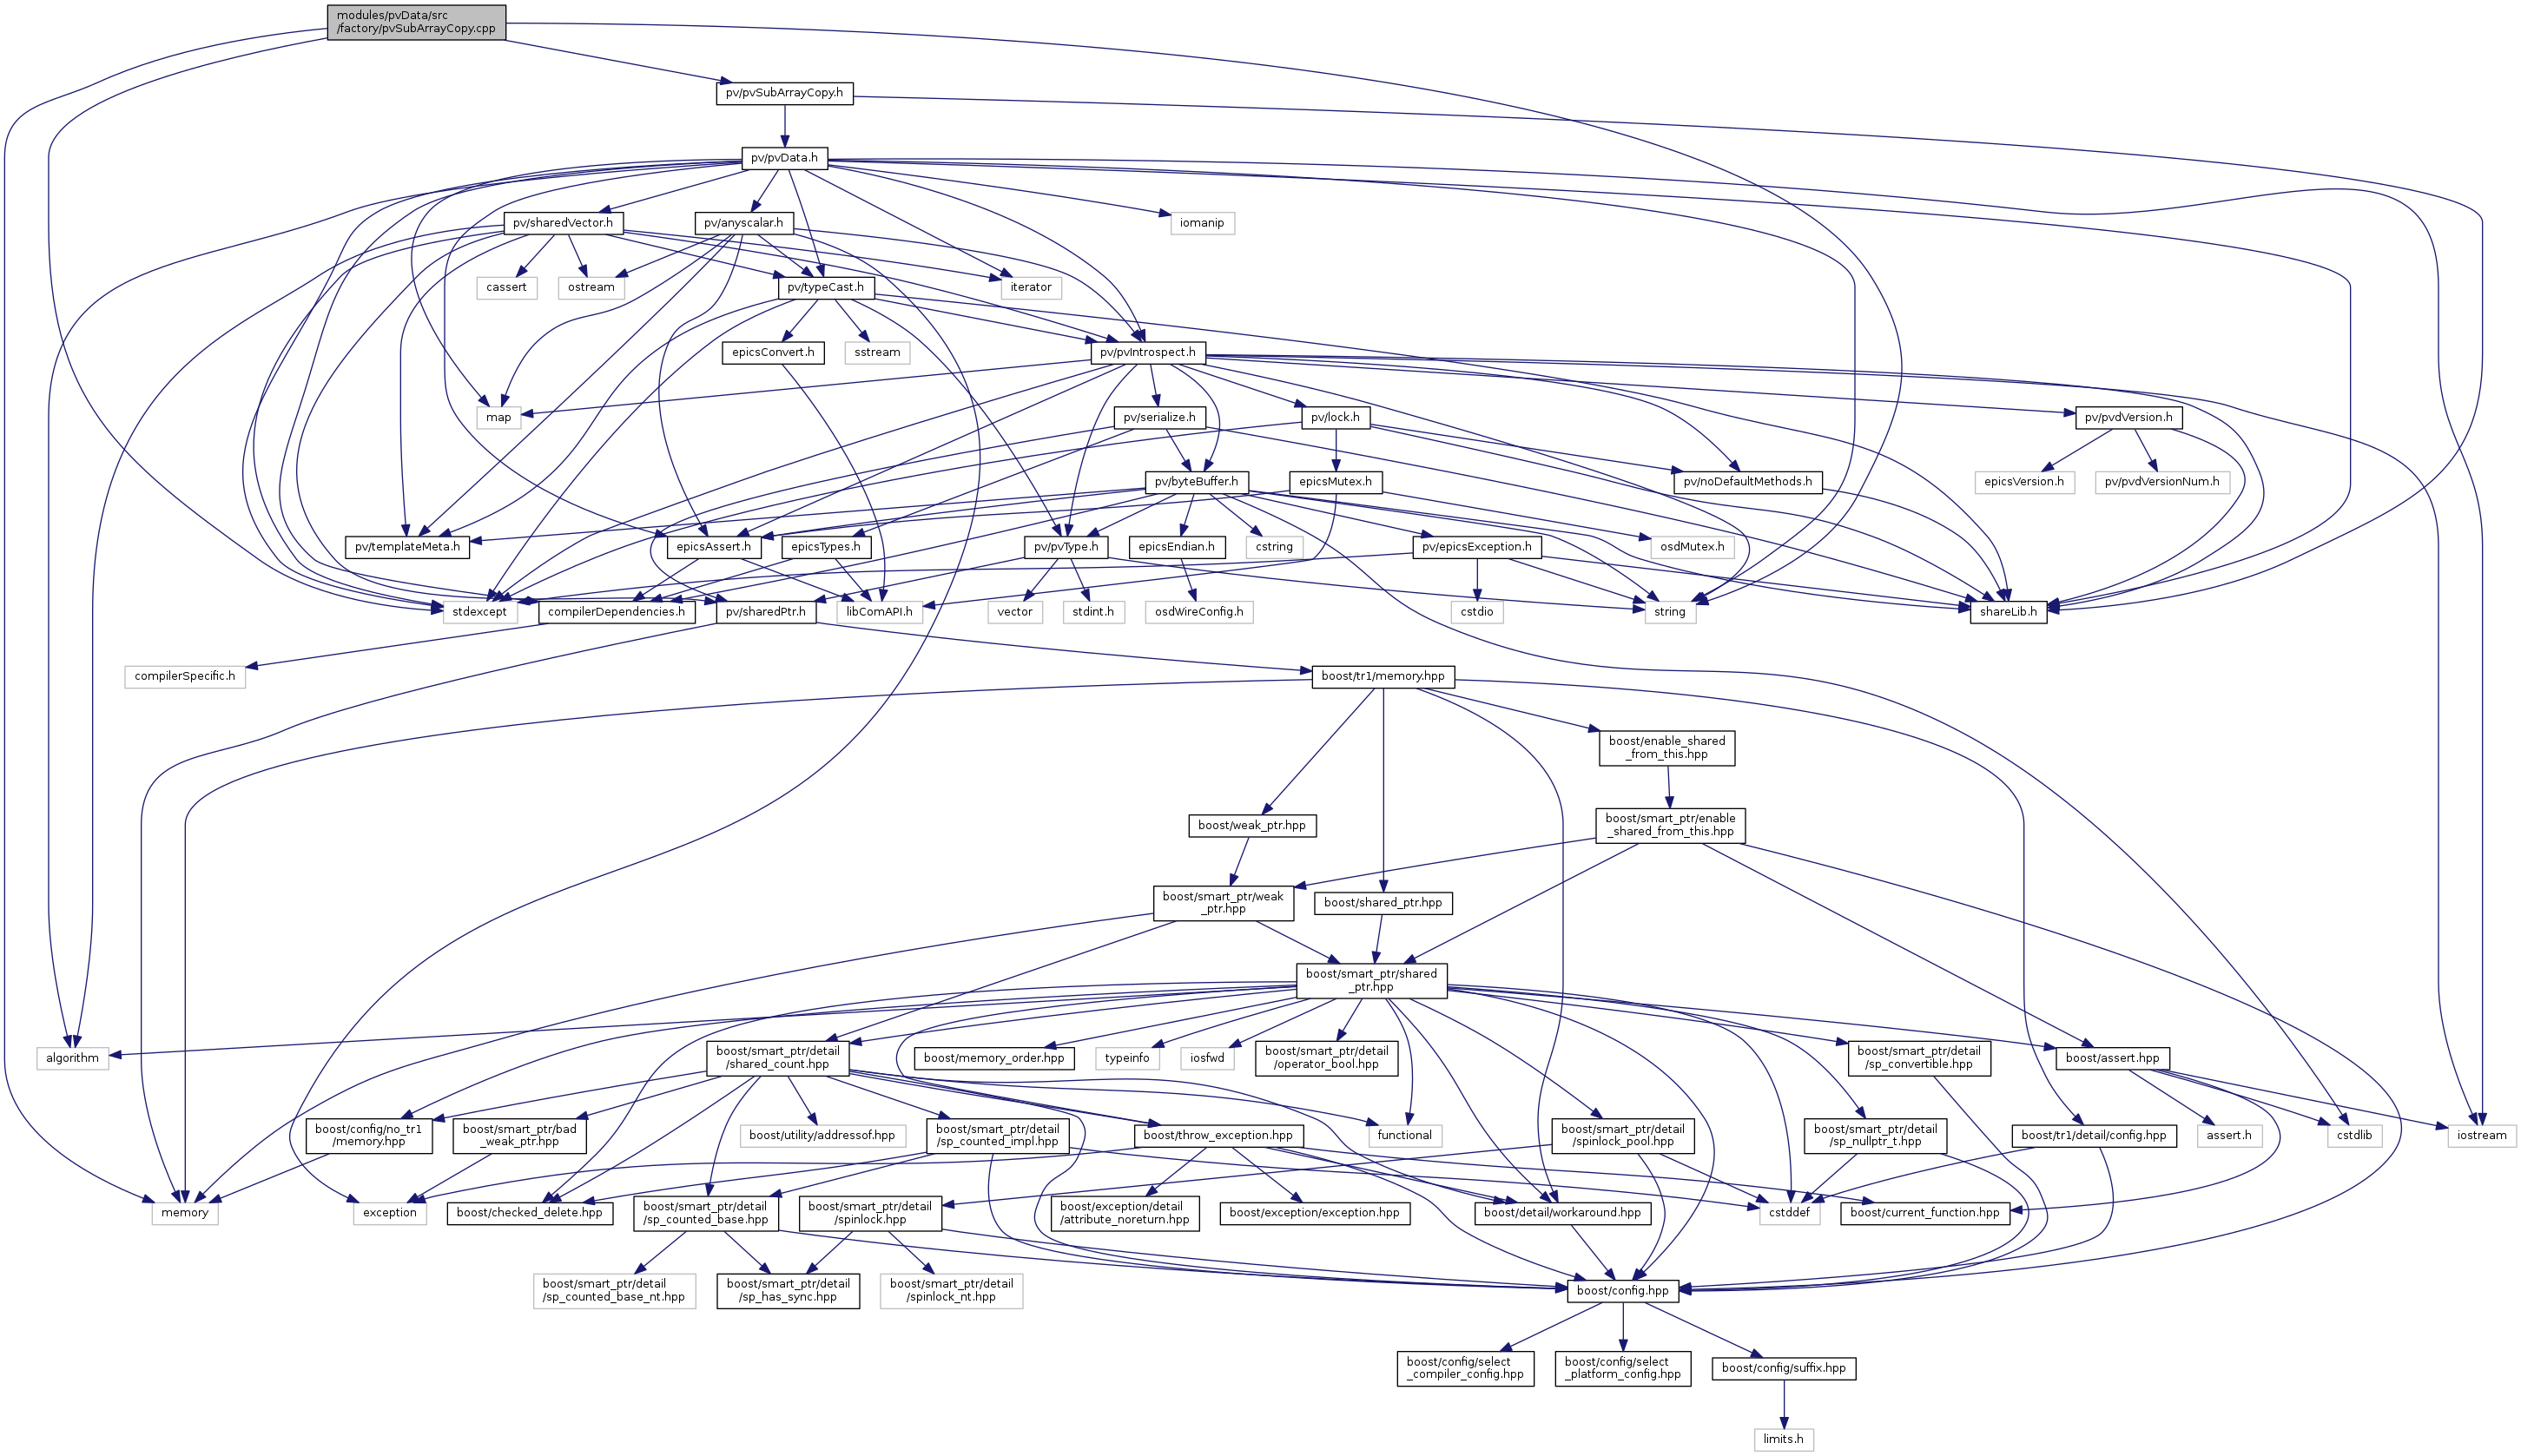 modules/pvData/src
/factory/pvSubArrayCopy.cpp
pv/pvSubArrayCopy.h
pv/pvData.h
pv/sharedVector.h
pv/anyscalar.h
iomanip
cassert
ostream
pv/typeCast.h
iterator
epicsConvert.h
sstream
pv/pvIntrospect.h
map
pv/serialize.h
pv/lock.h
pv/pvdVersion.h
pv/byteBuffer.h
epicsMutex.h
pv/noDefaultMethods.h
epicsVersion.h
pv/pvdVersionNum.h
pv/templateMeta.h
epicsAssert.h
epicsTypes.h
pv/pvType.h
epicsEndian.h
cstring
pv/epicsException.h
osdMutex.h
stdexcept
compilerDependencies.h
pv/sharedPtr.h
libComAPI.h
vector
stdint.h
osdWireConfig.h
cstdio
string
shareLib.h
compilerSpecific.h
boost/tr1/memory.hpp
boost/enable_shared
_from_this.hpp
boost/weak_ptr.hpp
boost/smart_ptr/enable
_shared_from_this.hpp
boost/smart_ptr/weak
_ptr.hpp
boost/shared_ptr.hpp
boost/smart_ptr/shared
_ptr.hpp
algorithm
boost/smart_ptr/detail
/shared_count.hpp
boost/memory_order.hpp
typeinfo
iosfwd
boost/smart_ptr/detail
/operator_bool.hpp
boost/smart_ptr/detail
/sp_convertible.hpp
boost/assert.hpp
boost/config/no_tr1
/memory.hpp
boost/smart_ptr/bad
_weak_ptr.hpp
boost/utility/addressof.hpp
boost/smart_ptr/detail
/sp_counted_impl.hpp
boost/throw_exception.hpp
functional
boost/smart_ptr/detail
/spinlock_pool.hpp
boost/smart_ptr/detail
/sp_nullptr_t.hpp
boost/tr1/detail/config.hpp
assert.h
cstdlib
iostream
memory
exception
boost/checked_delete.hpp
boost/smart_ptr/detail
/sp_counted_base.hpp
boost/smart_ptr/detail
/spinlock.hpp
boost/exception/detail
/attribute_noreturn.hpp
boost/exception/exception.hpp
boost/detail/workaround.hpp
cstddef
boost/current_function.hpp
boost/smart_ptr/detail
/sp_counted_base_nt.hpp
boost/smart_ptr/detail
/sp_has_sync.hpp
boost/smart_ptr/detail
/spinlock_nt.hpp
boost/config.hpp
boost/config/select
_compiler_config.hpp
boost/config/select
_platform_config.hpp
boost/config/suffix.hpp
limits.h